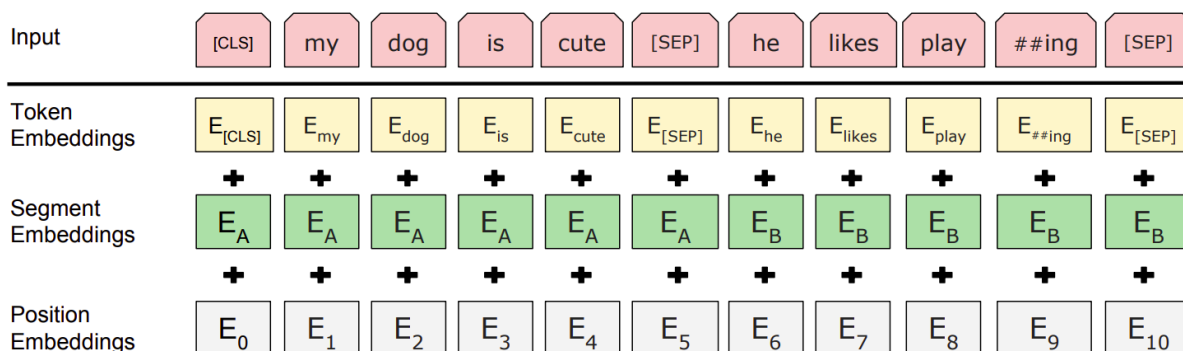 Input [CLS] my dog is cute [SEP] he likes play ##ing [SEP]
Token Embeddings E[CLS] Emy Edog Eis Ecute E[SEP] Ehe Elikes Eplay E##ing E[SEP]
+ + + + + + + + + + +
Segment Embeddings EA EA EA EA EA EA EB EB EB EB EB
+ + + + + + + + + + +
Position Embeddings E0 E1 E2 E3 E4 E5 E6 E7 E8 E9 E10